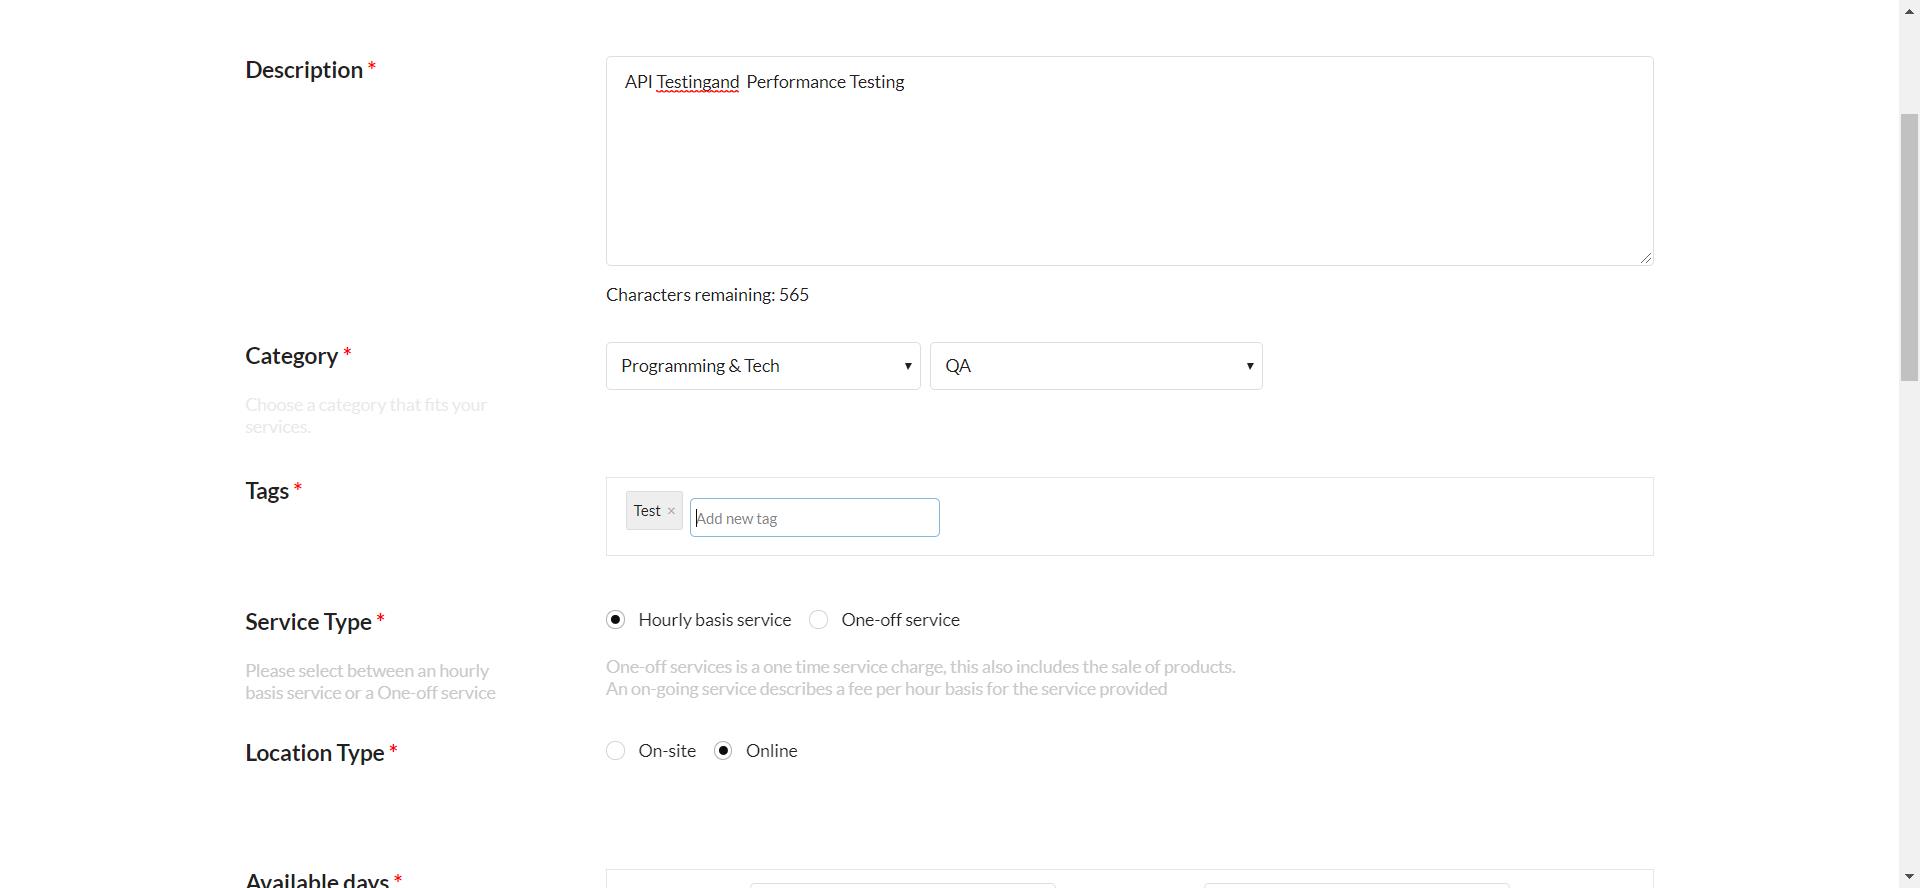 Description *
API Testingand  Performance Testing
Characters remaining: 565
Category *
Programming & Tech
QA
Choose a category that fits your
services.
Tags *
Test ×
Add new tag
Service Type *
Hourly basis service
One-off service
Please select between an hourly
basis service or a One-off service
One-off services is a one time service charge, this also includes the sale of products.
An on-going service describes a fee per hour basis for the service provided
Location Type *
On-site
Online
Available days *